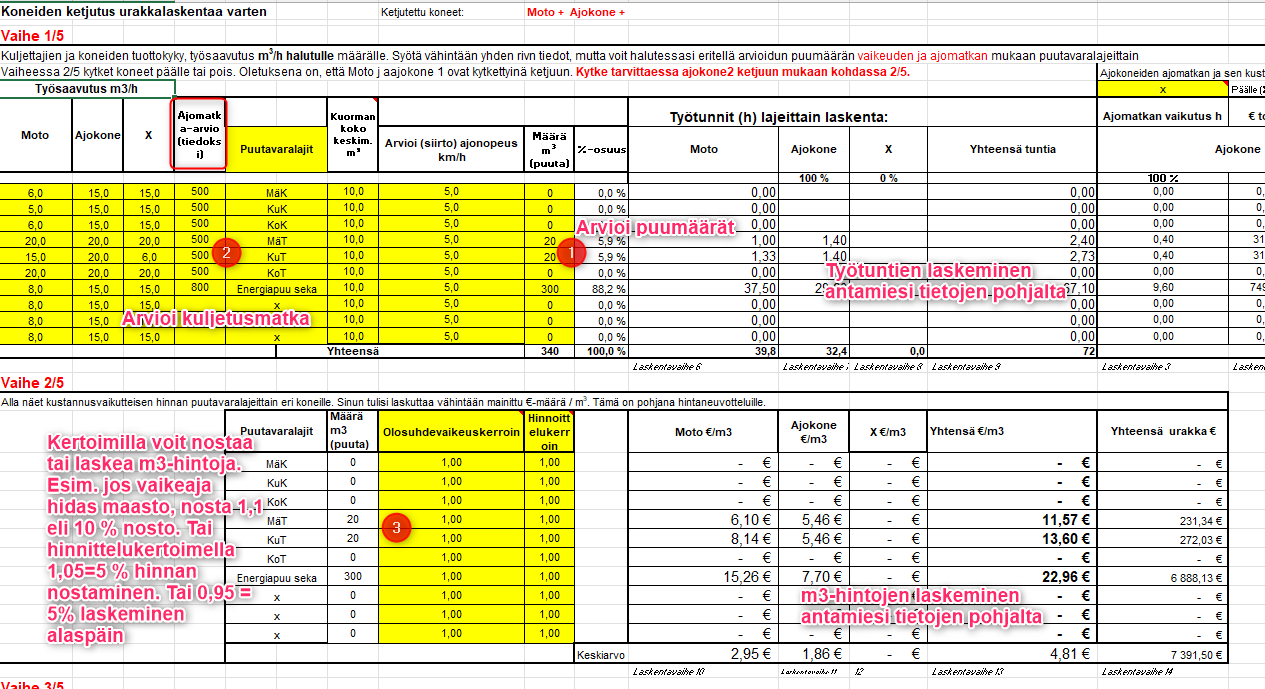 Koneiden ketjutus urakkalaskentaa varten Ketjutettu koneet: Moto + Ajokone +
Vaihe 1/5
Kuljettajien ja koneiden tuottokyky, työsaavutus m³/h halutulle määrälle. Syötä vähintään yhden rivn tiedot, mutta voit halutessasi eritellä arvioidun puumäärän vaikeuden ja ajomatkan mukaan puutavaralajeittain
Vaiheessa 2/5 kytket koneet päälle tai pois. Oletuksena on, että Moto j aajokone 1 ovat kytkettyinä ketjuun. Kytke tarvittaessa ajokone2 ketjuun mukaan kohdassa 2/5.
Ajokoneiden ajomatkan ja sen kust
Työsaavutus m3/h x Päälle
Moto Ajokone X Ajomatka-arvio (tiedoksi) Puutavaralajit Kuorman koko keskim. m³ Arvioi (siirto) ajonopeus km/h Määrä m³ (puuta) %-osuus
Työtunnit (h) lajeittain laskenta:
Moto Ajokone X Yhteensä tuntia
Ajomatkan vaikutus h
Ajokone
100 % 0 % 100 %
6,0 15,0 15,0 500 MäK 10,0 5,0 0 0,0 % 0,00 0,00 0,00 0,
5,0 15,0 15,0 500 KuK 10,0 5,0 0 0,0 % 0,00 0,00 0,00 0,
6,0 15,0 15,0 500 KoK 10,0 5,0 0 0,00 0,00 0,00 0,
20,0 20,0 20,0 500 MäT 10,0 5,0 20 5,9 % 1,00 1,40 2,40 0,40 31
15,0 20,0 6,0 500 KuT 10,0 5,0 20 5,9 % 1,33 1,40 2,73 0,40 31
20,0 20,0 20,0 500 KoT 10,0 5,0 0 0,0 % 0,00 0,00 0,00 0,
8,0 15,0 15,0 800 Energiapuu seka 10,0 5,0 300 88,2 % 37,50 67,10 9,60 749
8,0 15,0 15,0 x 10,0 5,0 0 0,0 % 0,00 0,00 0,00 0,
8,0 15,0 15,0 10,0 5,0 0 0,0 % 0,00 0,00 0,00 0,
8,0 15,0 15,0 x 10,0 5,0 0 0,0 % 0,00 0,00 0,00 0,
Yhteensä 340 100,0 % 39,8 32,4 0,0 72
Laskentavaihe 6 Laskentavaihe Laskentavaihe 8 Laskentavaihe 9 Laskentavaihe 3
Arvioi puumäärät
1
2
Arvioi kuljetusmatka
Työtuntien laskeminen
antamiesi tietojen pohjalta
Vaihe 2/5
Alla näet kustannusvaikutteisen hinnan puutavaralajeittain eri koneille. Sinun tulisi laskuttaa vähintään mainittu €-määrä / m³. Tämä on pohjana hintaneuvotteluille.
Puutavaralajit Määrä m3 (puuta) Olosuhdevaikeuskerroin Hinnoittelukerroin Moto €/m3 Ajokone €/m3 X €/m3 Yhtensä €/m3 Yhteensä urakka €
MäK 0 1,00 1,00 - € - € - € - € - €
KuK 0 1,00 1,00 - € - € - € - € - €
KoK 0 1,00 1,00 - € - € - € - € - €
MäT 20 1,00 1,00 6,10 € 5,46 € - € 11,57 € 231,34 €
KuT 20 1,00 1,00 8,14 € 5,46 € - € 13,60 € 272,03 €
KoT 0 1,00 1,00 - € - € - € - € - €
Energiapuu seka 300 1,00 1,00 15,26 € 7,70 € - € 22,96 € 6 888,13 €
x 0 1,00 1,00 - € - € - € - € - €
x 0 1,00 1,00 - € - € - € - € - €
x 0 1,00 1,00 - € - € - € - € - €
Keskiarvo 2,95 € 1,86 € - € 4,81 € 7 391,50 €
Laskentavaihe 10 Laskentavaihe 11 12 Laskentavaihe 13 Laskentavaihe 14
Kertoimilla voit nostaa
tai laskea m3-hintoja.
Esim. jos vaikeaja
hidas maasto, nosta 1,1
eli 10 % nosto. Tai
hinnittelukertoimella
1,05=5 % hinnan
nostaminen. Tai 0,95 =
5% laskeminen
alaspäin
3
m3-hintojen laskeminen
antamiesi tietojen pohjalta
Vaihe 3/5